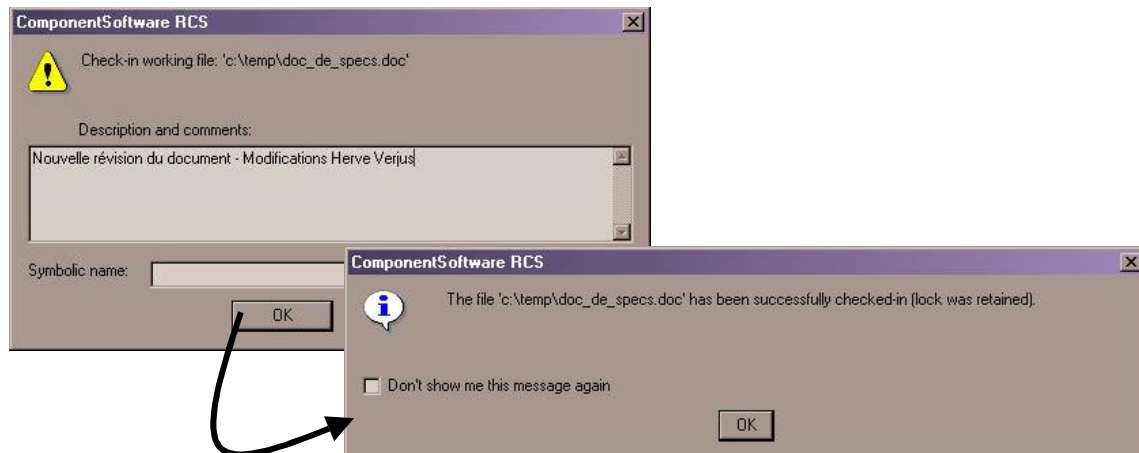 ComponentSoftware RCS
Check-in working file: 'c:\temp\doc_de_specs.doc'
Description and comments:
Nouvelle révision du document - Modifications Herve Verjus
Symbolic name:
OK
ComponentSoftware RCS
The file 'c:\temp\doc_de_specs.doc' has been successfully checked-in (lock was retained).
Don't show me this message again
OK